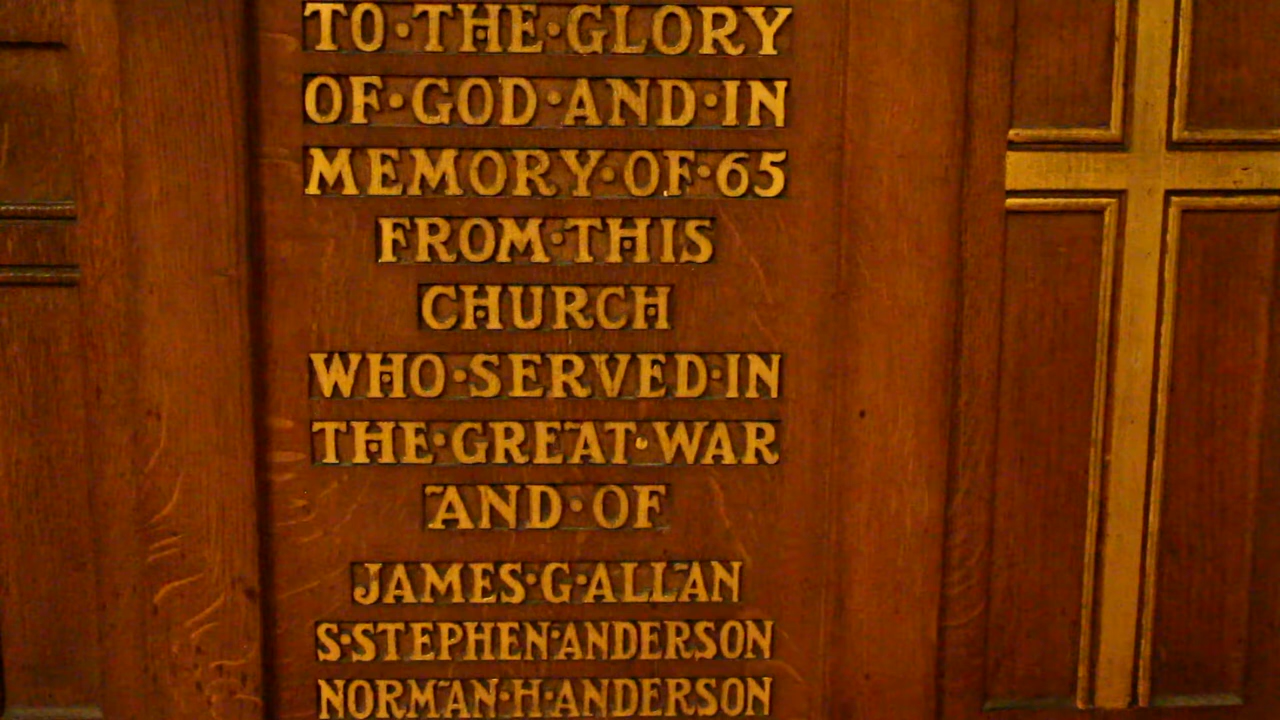 TO·THE·GLORY
OF·GOD·AND·IN
MEMORY·OF·65
FROM·THIS
CHURCH
WHO·SERVED·IN
THE·GREAT·WAR
AND·OF
JAMES·G·ALLAN
S·STEPHEN·ANDERSON
NORMAN·H·ANDERSON